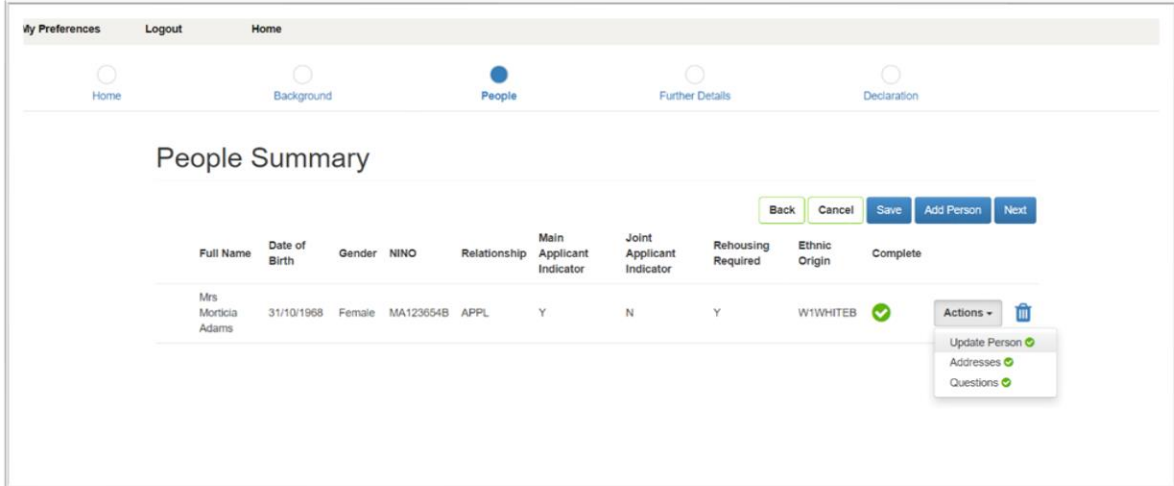 My Preferences Logout Home
Home Background People Further Details Declaration
People Summary
Back Cancel Save Add Person Next
Full Name Date of Birth Gender NINO Relationship Main Applicant Indicator Joint Applicant Indicator Rehousing Required Ethnic Origin Complete
Mrs Morticia Adams 31/10/1968 Female MA123654B APPL Y N Y W1WHITEB Actions
Update Person
Addresses
Questions